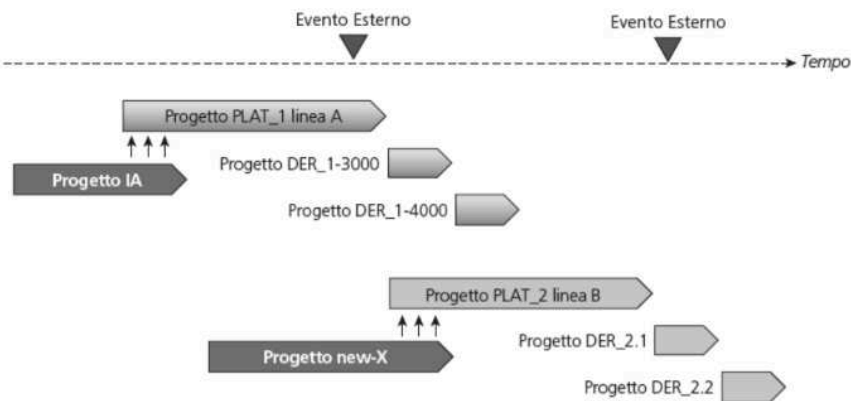 Evento Esterno
Evento Esterno
Tempo
Progetto PLAT_1 linea A
Progetto DER_1-3000
Progetto IA
Progetto DER_1-4000
Progetto PLAT_2 linea B
Progetto DER_2.1
Progetto new-X
Progetto DER_2.2